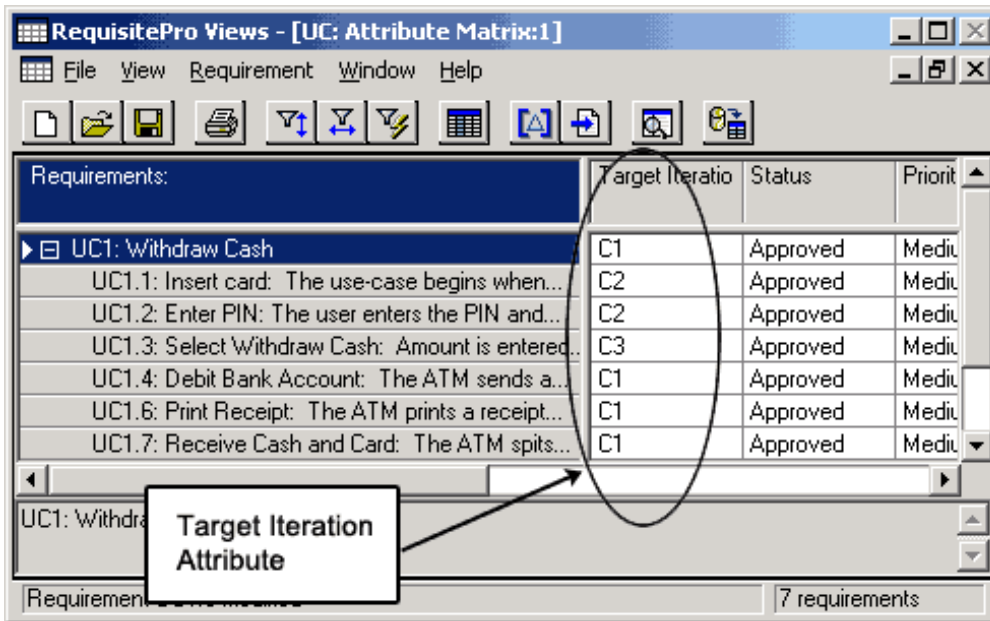 RequisitePro Views - [UC: Attribute Matrix:1]
File View Requirement Window Help
Requirements: Target Iteratio Status Priorit
UC1: Withdraw Cash C1 Approved Mediu
UC1.1: Insert card: The use-case begins when... C2 Approved Mediu
UC1.2: Enter PIN: The user enters the PIN and... C2 Approved Mediu
UC1.3: Select Withdraw Cash: Amount is entered.. C3 Approved Mediu
UC1.4: Debit Bank Account: The ATM sends a... C1 Approved Mediu
UC1.6: Print Receipt: The ATM prints a receipt... C1 Approved Mediu
UC1.7: Receive Cash and Card: The ATM spits... C1 Approved Mediu
UC1: Withdra
Target Iteration
Attribute
Requirement
7 requirements